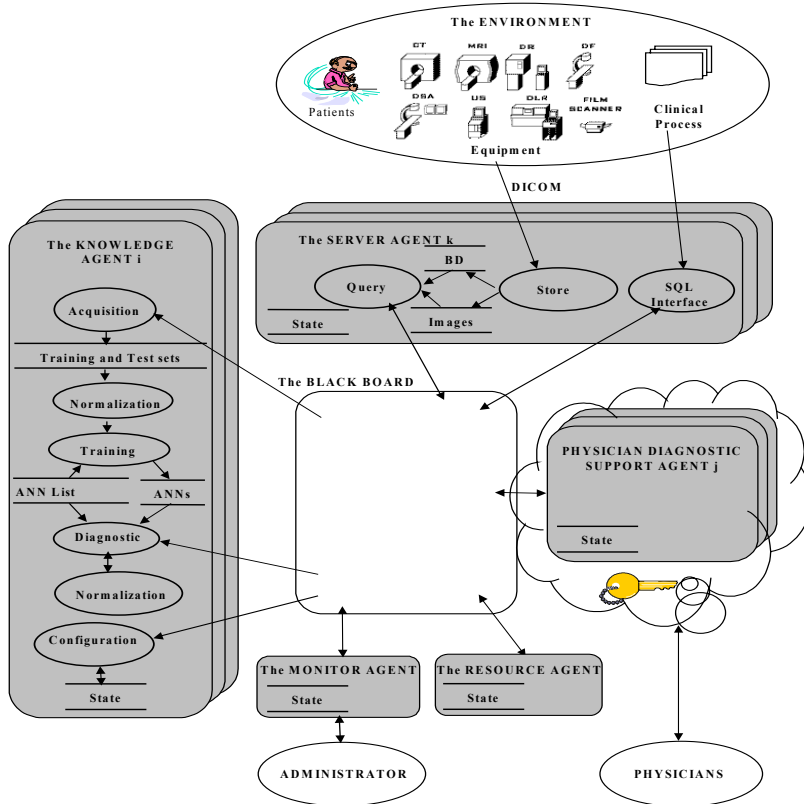 The ENVIRONMENT
CT
MRI
DR
DF
DSA
US
DLR
FILM
SCANNER
Patients
Equipment
Clinical
Process
DICOM
The KNOWLEDGE
AGENT i
Acquisition
Training and Test sets
Normalization
Training
ANN List
ANNs
Diagnostic
Normalization
Configuration
State
The SERVER AGENT k
BD
Query
Store
SQL
Interface
State
Images
The BLACK BOARD
PHYSICIAN DIAGNOSTIC
SUPPORT AGENT j
State
The MONITOR AGENT
State
The RESOURCE AGENT
State
ADMINISTRATOR
PHYSICIANS